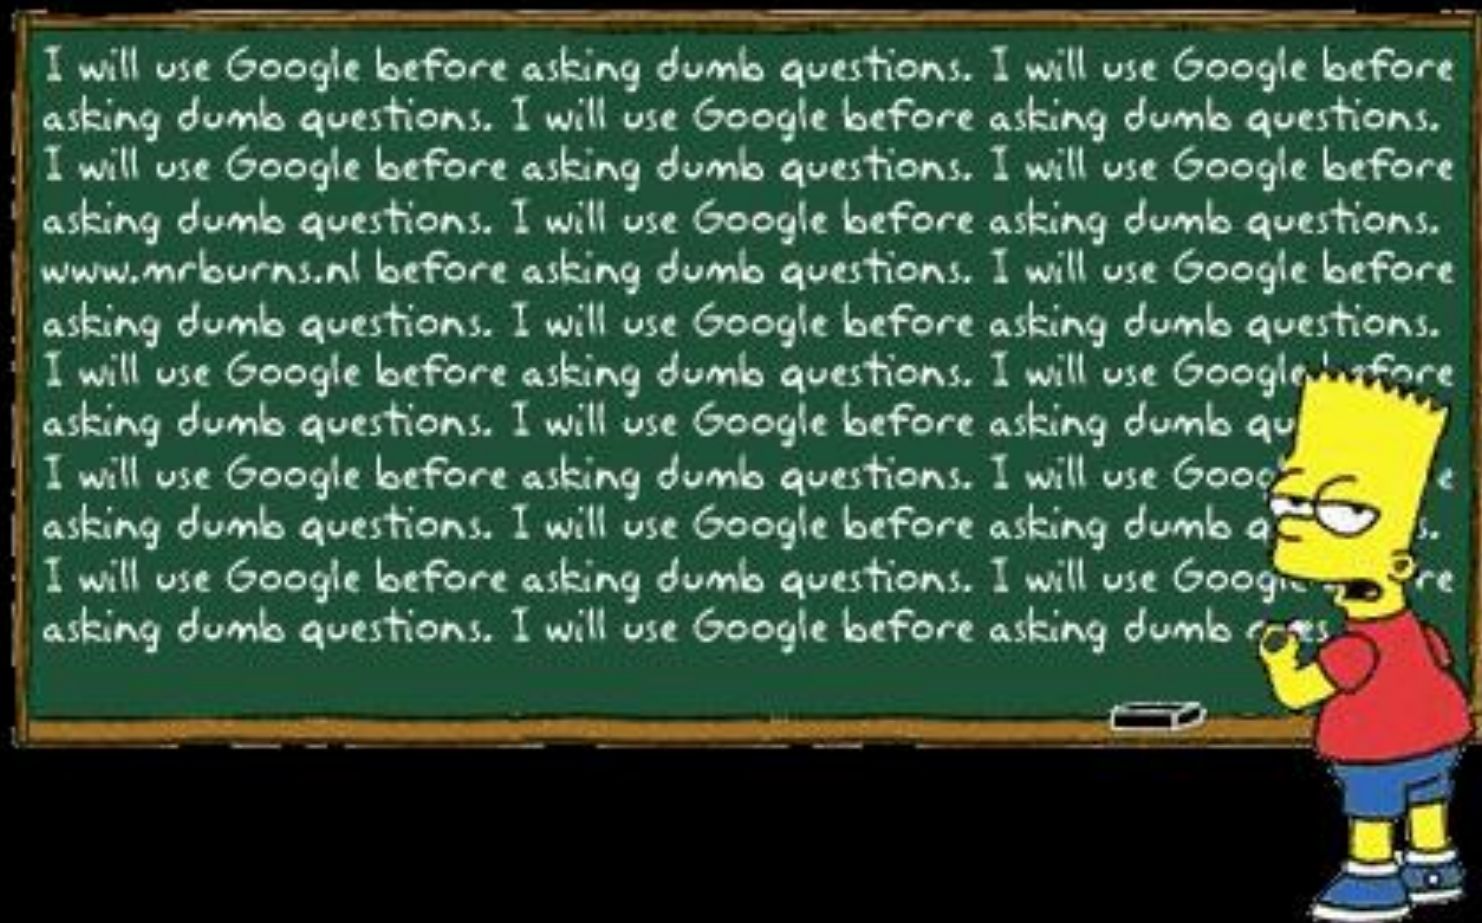 I will use Google before asking dumb questions. I will use Google before
asking dumb questions. I will use Google before asking dumb questions.
I will use Google before asking dumb questions. I will use Google before
asking dumb questions. I will use Google before asking dumb questions.
www.mrburns.nl before asking dumb questions. I will use Google before
asking dumb questions. I will use Google before asking dumb questions.
I will use Google before asking dumb questions. I will use Google before
asking dumb questions. I will use Google before asking dumb
I will use Google before asking dumb questions. I will use
asking dumb questions. I will use Google before asking dumb
I will use Google before asking dumb questions. I will use
asking dumb questions. I will use Google before asking dumb